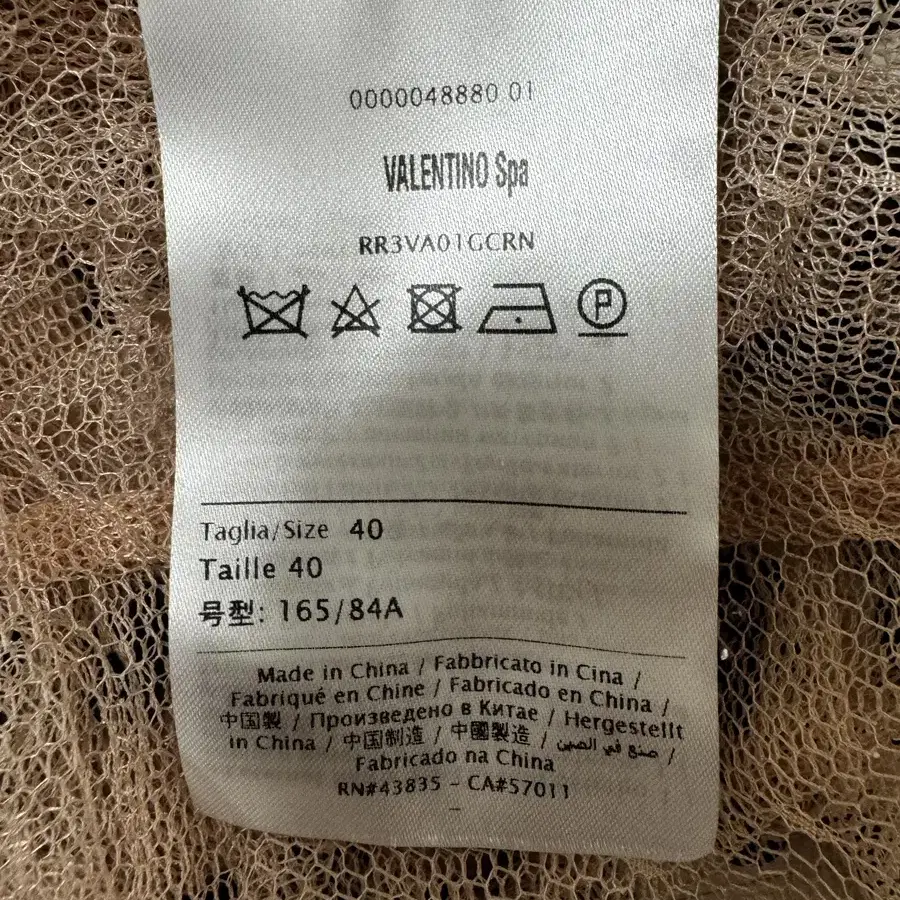 0000048880 01
VALENTINO Spa
RR3VA01GCRN
P
Taglia/Size 40
Taille 40
号型: 165/84A
Made in China / Fabbricato in Cina /
Fabriqué en Chine / Fabricado en China /
中国製 / Произведено в Китае / Hergestellt
in China / 中国制造 / 中國製造 / صنع في الصين /
Fabricado na China
RN#43835 - CA#57011
-